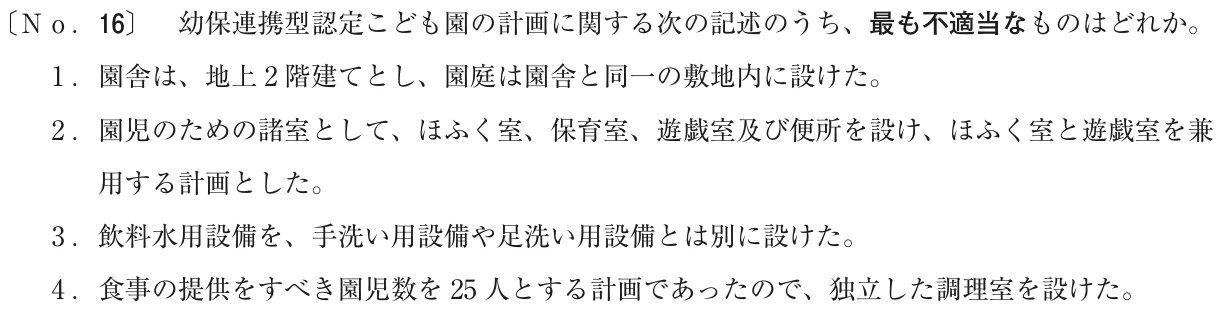 〔Ｎｏ．16〕　幼保連携型認定こども園の計画に関する次の記述のうち、最も不適当なものはどれか。
１．園舎は、地上２階建てとし、園庭は園舎と同一の敷地内に設けた。
２．園児のための諸室として、ほふく室、保育室、遊戯室及び便所を設け、ほふく室と遊戯室を兼
用する計画とした。
３．飲料水用設備を、手洗い用設備や足洗い用設備とは別に設けた。
４．食事の提供をすべき園児数を 25 人とする計画であったので、独立した調理室を設けた。